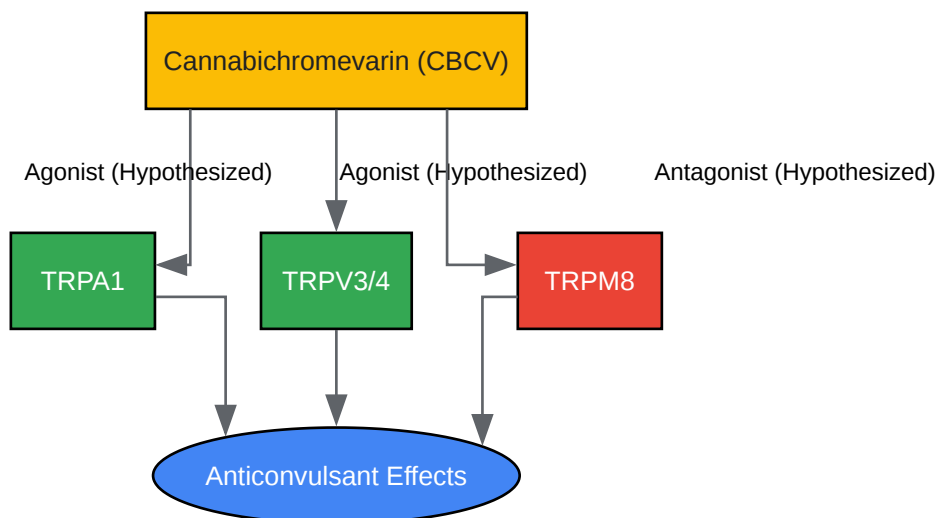 Cannabichromevarin (CBCV)
Agonist (Hypothesized)
Agonist (Hypothesized)
Antagonist (Hypothesized)
TRPA1
TRPV3/4
TRPM8
Anticonvulsant Effects